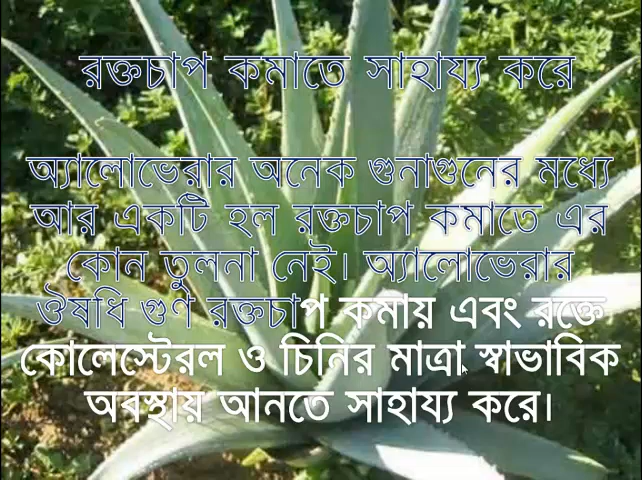 রক্তচাপ কমাতে সাহায্য করে
অ্যালোভেরার অনেক গুনাগুনের মধ্যে
আর একটি হল রক্তচাপ কমাতে এর
কোন তুলনা নেই। অ্যালোভেরার
ঔষধি গুণ রক্তচাপ কমায় এবং রক্তে
কোলেস্টেরল ও চিনির মাত্রা স্বাভাবিক
অবস্থায় আনতে সাহায্য করে।